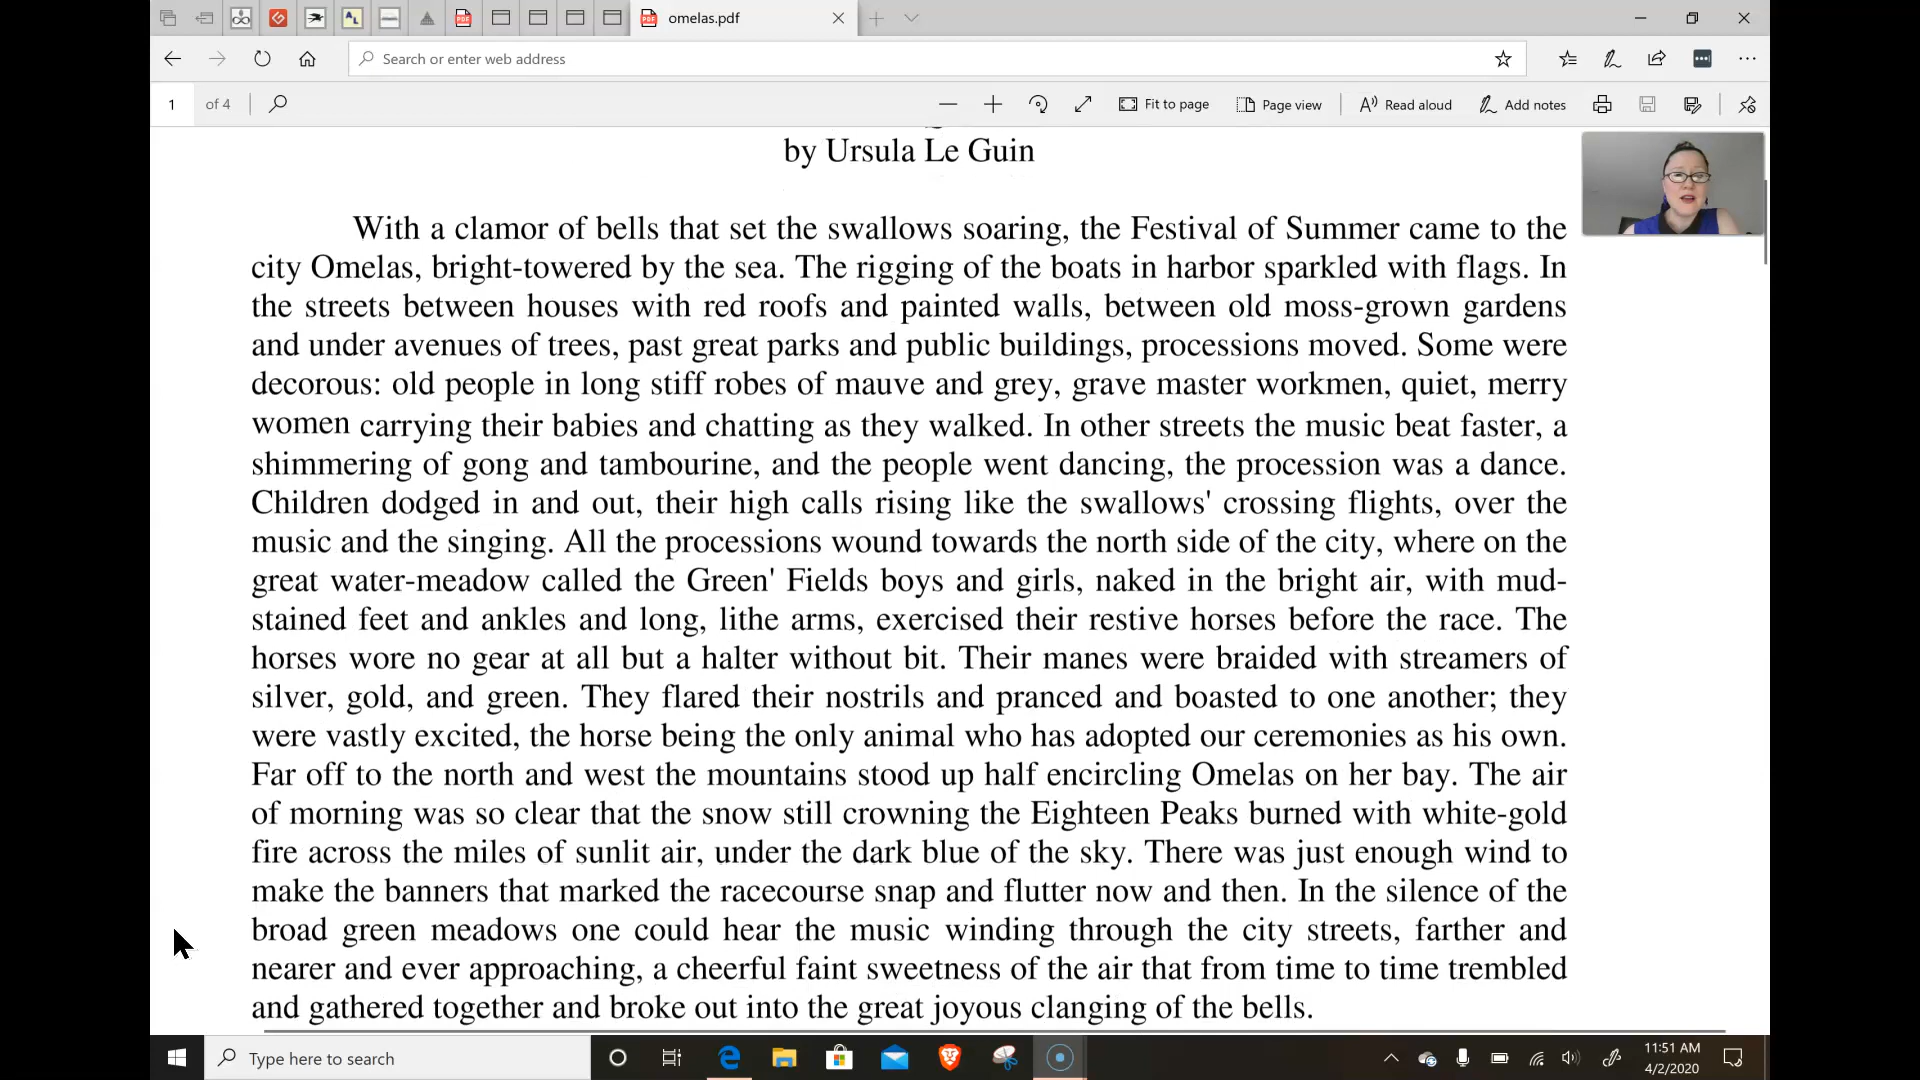 omelas.pdf
Search or enter web address
1 of 4
Fit to page
Page view
Read aloud
Add notes
by Ursula Le Guin
With a clamor of bells that set the swallows soaring, the Festival of Summer came to the
city Omelas, bright-towered by the sea. The rigging of the boats in harbor sparkled with flags. In
the streets between houses with red roofs and painted walls, between old moss-grown gardens
and under avenues of trees, past great parks and public buildings, processions moved. Some were
decorous: old people in long stiff robes of mauve and grey, grave master workmen, quiet, merry
women carrying their babies and chatting as they walked. In other streets the music beat faster, a
shimmering of gong and tambourine, and the people went dancing, the procession was a dance.
Children dodged in and out, their high calls rising like the swallows' crossing flights, over the
music and the singing. All the processions wound towards the north side of the city, where on the
great water-meadow called the Green' Fields boys and girls, naked in the bright air, with mud-
stained feet and ankles and long, lithe arms, exercised their restive horses before the race. The
horses wore no gear at all but a halter without bit. Their manes were braided with streamers of
silver, gold, and green. They flared their nostrils and pranced and boasted to one another; they
were vastly excited, the horse being the only animal who has adopted our ceremonies as his own.
Far off to the north and west the mountains stood up half encircling Omelas on her bay. The air
of morning was so clear that the snow still crowning the Eighteen Peaks burned with white-gold
fire across the miles of sunlit air, under the dark blue of the sky. There was just enough wind to
make the banners that marked the racecourse snap and flutter now and then. In the silence of the
broad green meadows one could hear the music winding through the city streets, farther and
nearer and ever approaching, a cheerful faint sweetness of the air that from time to time trembled
and gathered together and broke out into the great joyous clanging of the bells.
Type here to search
11:51 AM
4/2/2020